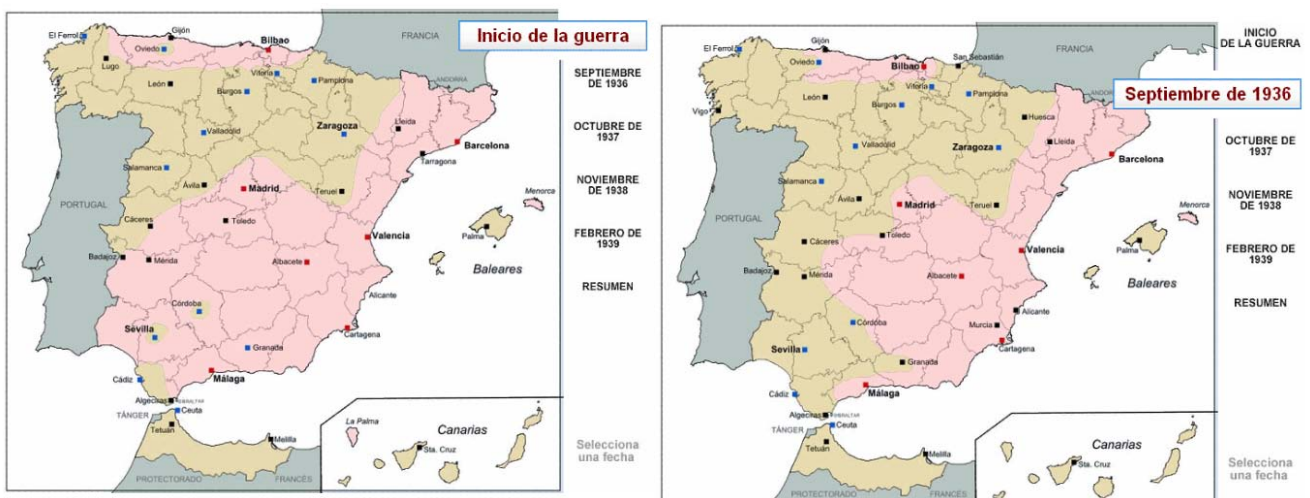 El Ferrol
Gijón
Oviedo
Bilbao
Lugo
FRANCIA
Inicio de la guerra
León
Vitoria
Pamplona
Burgos
ANDORRA
SEPTIEMBRE
DE 1936
Valladolid
Zaragoza
Lleida
Barcelona
Tarragona
OCTUBRE
DE 1937
Salamanca
Ávila
Madrid
Teruel
Menorca
NOVIEMBRE
DE 1938
PORTUGAL
Cáceres
Toledo
Valencia
Palma
FEBRERO DE
1939
Badajoz
Mérida
Albacete
Baleares
RESUMEN
Alicante
Córdoba
Sevilla
Cartagena
Granada
Cádiz
Málaga
Algeciras
GIBRALTAR
TÁNGER
Ceuta
Tetuán
Melilla
La Palma
Canarias
Sta. Cruz
Selecciona
una fecha
PROTECTORADO
FRANCÉS
El Ferrol
Gijón
Oviedo
Bilbao
San Sebastián
FRANCIA
INICIO
DE LA GUERRA
León
Vitoria
Pamplona
Burgos
Septiembre de 1936
Vigo
Huesca
Valladolid
Zaragoza
Lleida
Barcelona
OCTUBRE DE
1937
Salamanca
Ávila
Madrid
Teruel
Menorca
NOVIEMBRE
DE 1938
PORTUGAL
Cáceres
Toledo
Valencia
Palma
FEBRERO DE
1939
Badajoz
Mérida
Albacete
Baleares
RESUMEN
Alicante
Murcia
Córdoba
Sevilla
Cartagena
Granada
Cádiz
Málaga
Algeciras
GIBRALTAR
TÁNGER
Ceuta
Tetuán
Melilla
Canarias
Sta. Cruz
Selecciona
una fecha
PROTECTORADO
FRANCÉS